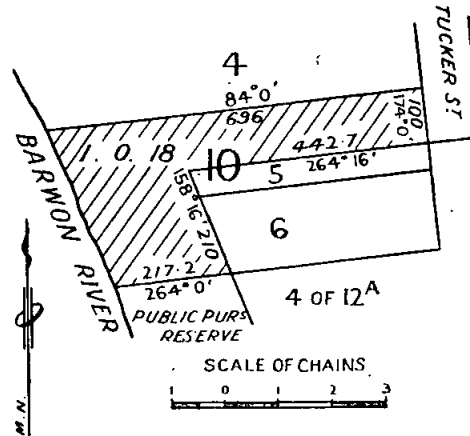 4
TUCKER ST.
84°0'
696
100
174°0'
1. 0. 18
10
442.7
264°16'
5
158°16' 210
6
BARWON RIVER
217.2
264°0'
4 OF 12A
PUBLIC PURS
RESERVE
SCALE OF CHAINS
1 0 1 2 3